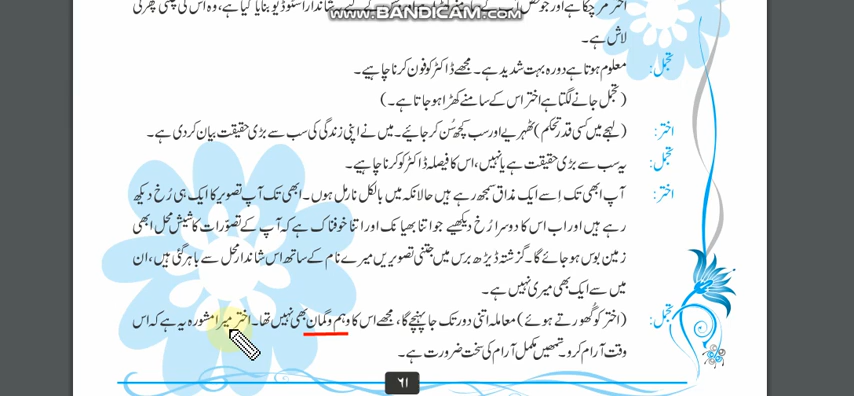 اختر مر چکا ہے اور جو
WWW.BANDICAM.COM
شاندار اسٹوڈیو بنایا گیا ہے، وہ اس کی چلتی پھرتی
لاش ہے۔
تجمل: معلوم ہوتا ہے دورہ بہت شدید ہے۔ مجھے ڈاکٹر کو فون کرنا چاہیے۔
(تجمل جانے لگتا ہے اختر اس کے سامنے کھڑا ہو جاتا ہے۔)
اختر: (لہجے میں کسی قدر تحکم) ٹھہریے اور سب کچھ سُن کر جائیے۔ میں نے اپنی زندگی کی سب سے بڑی حقیقت بیان کر دی ہے۔
تجمل: یہ سب سے بڑی حقیقت ہے یا نہیں، اس کا فیصلہ ڈاکٹر کو کرنا چاہیے۔
اختر: آپ ابھی تک اِسے ایک مذاق سمجھ رہے ہیں حالانکہ میں بالکل نارمل ہوں۔ ابھی تک آپ تصویر کا ایک ہی رُخ دیکھ
رہے ہیں اور اب اس کا دوسرا رُخ دیکھیے جو اتنا بھیانک اور اتنا خوفناک ہے کہ آپ کے تصوّرات کا شیش محل ابھی
زمین بوس ہو جائے گا۔ گزشتہ ڈیڑھ برس میں جتنی تصویریں میرے نام کے ساتھ اس شاندار محل سے باہر گئی ہیں، ان
میں سے ایک بھی میری نہیں ہے۔
تجمل: (اختر کو گُھورتے ہوئے) معاملہ اتنی دور تک جا پہنچے گا، مجھے اس کا وہم و گمان بھی نہیں تھا۔ اختر میرا مشورہ یہ ہے کہ اس
وقت آرام کرو۔ تمھیں مکمل آرام کی سخت ضرورت ہے۔
۶۱